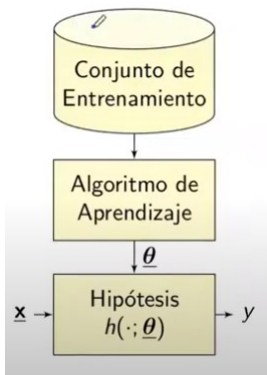 Conjunto de
Entrenamiento
Algoritmo de
Aprendizaje
θ
x
Hipótesis
h(·; θ)
y